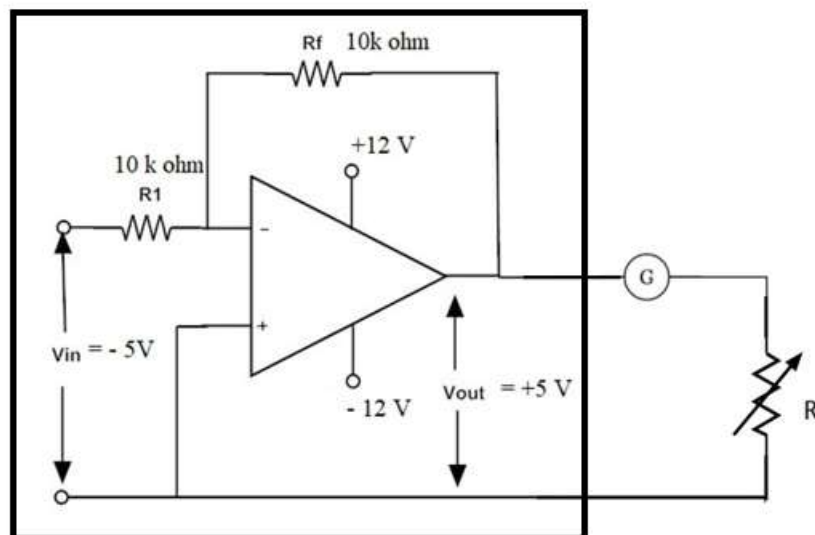 Rf 10k ohm
+12 V
10 k ohm
R1
-
G
+
Vin = - 5V
Vout = +5 V
- 12 V
R